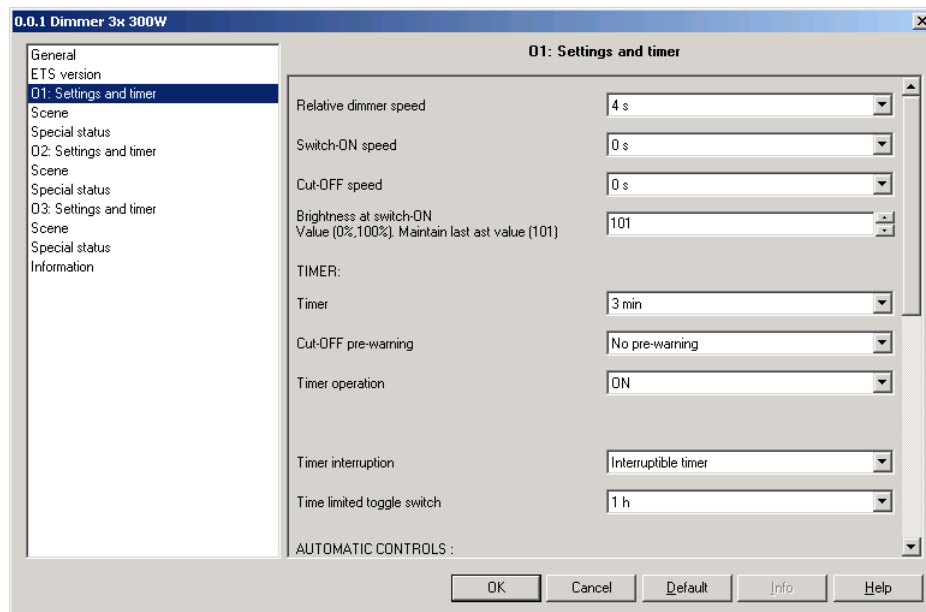 0.0.1 Dimmer 3x 300W
General
ETS version
O1: Settings and timer
Scene
Special status
O2: Settings and timer
Scene
Special status
O3: Settings and timer
Scene
Special status
Information
O1: Settings and timer
Relative dimmer speed
4 s
Switch-ON speed
0 s
Cut-OFF speed
0 s
Brightness at switch-ON
Value (0%,100%). Maintain last ast value (101)
101
TIMER:
Timer
3 min
Cut-OFF pre-warning
No pre-warning
Timer operation
ON
Timer interruption
Interruptible timer
Time limited toggle switch
1 h
AUTOMATIC CONTROLS :
OK
Cancel
Default
Info
Help